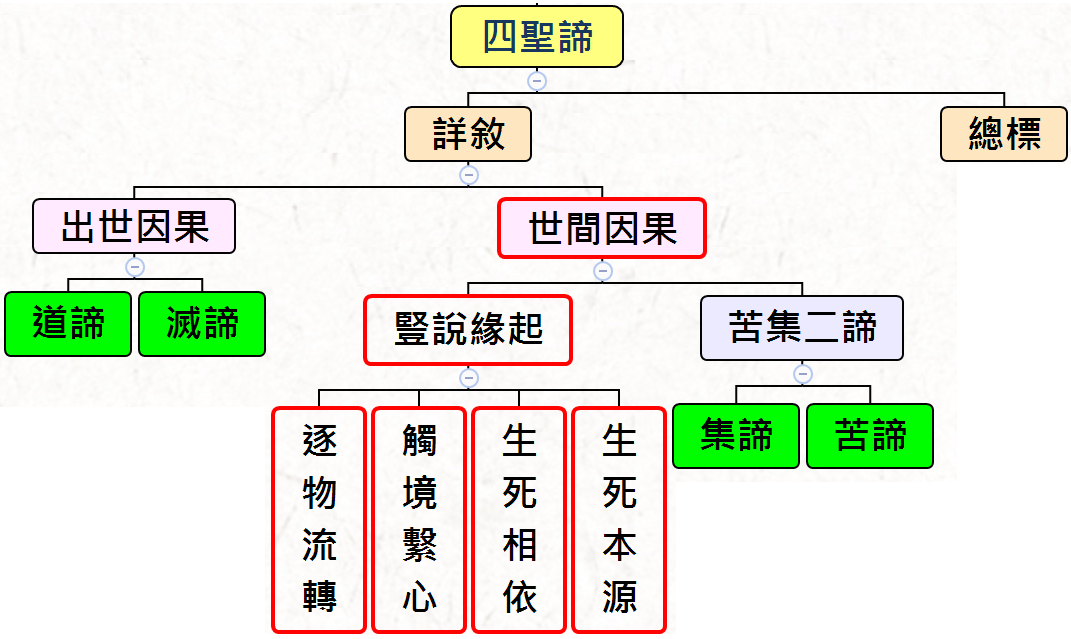 四聖諦
詳敘
總標
出世因果
世間因果
道諦
滅諦
豎說緣起
苦集二諦
集諦
苦諦
逐物流轉
觸境繫心
生死相依
生死本源